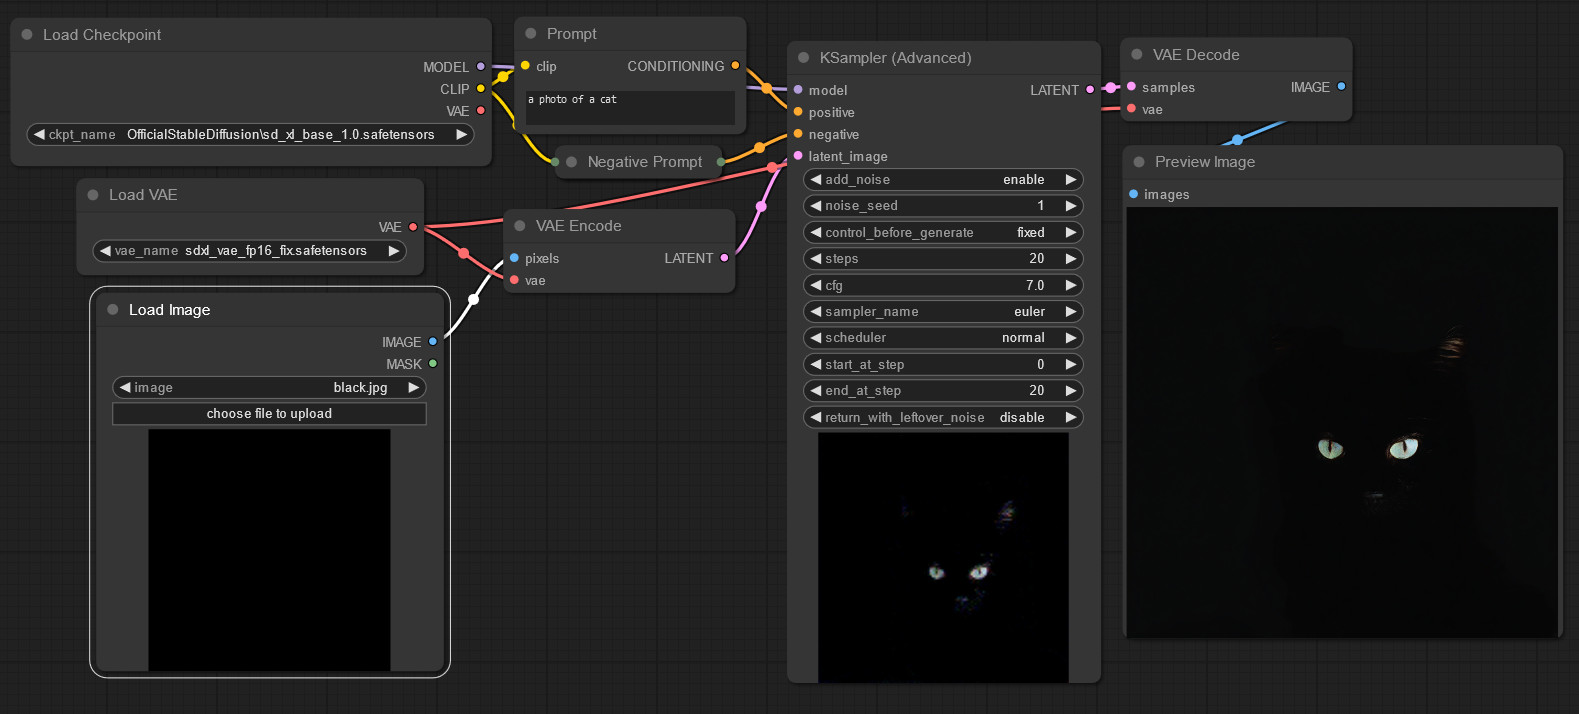 Load Checkpoint
MODEL
CLIP
VAE
ckpt_name OfficialStableDiffusion\sd_xl_base_1.0.safetensors
Prompt
clip CONDITIONING
a photo of a cat
Negative Prompt
Load VAE
VAE
vae_name sdxl_vae_fp16_fix.safetensors
VAE Encode
pixels LATENT
vae
Load Image
IMAGE
MASK
image black.jpg
choose file to upload
KSampler (Advanced)
model LATENT
positive
negative
latent_image
add_noise enable
noise_seed 1
control_before_generate fixed
steps 20
cfg 7.0
sampler_name euler
scheduler normal
start_at_step 0
end_at_step 20
return_with_leftover_noise disable
VAE Decode
samples IMAGE
vae
Preview Image
images